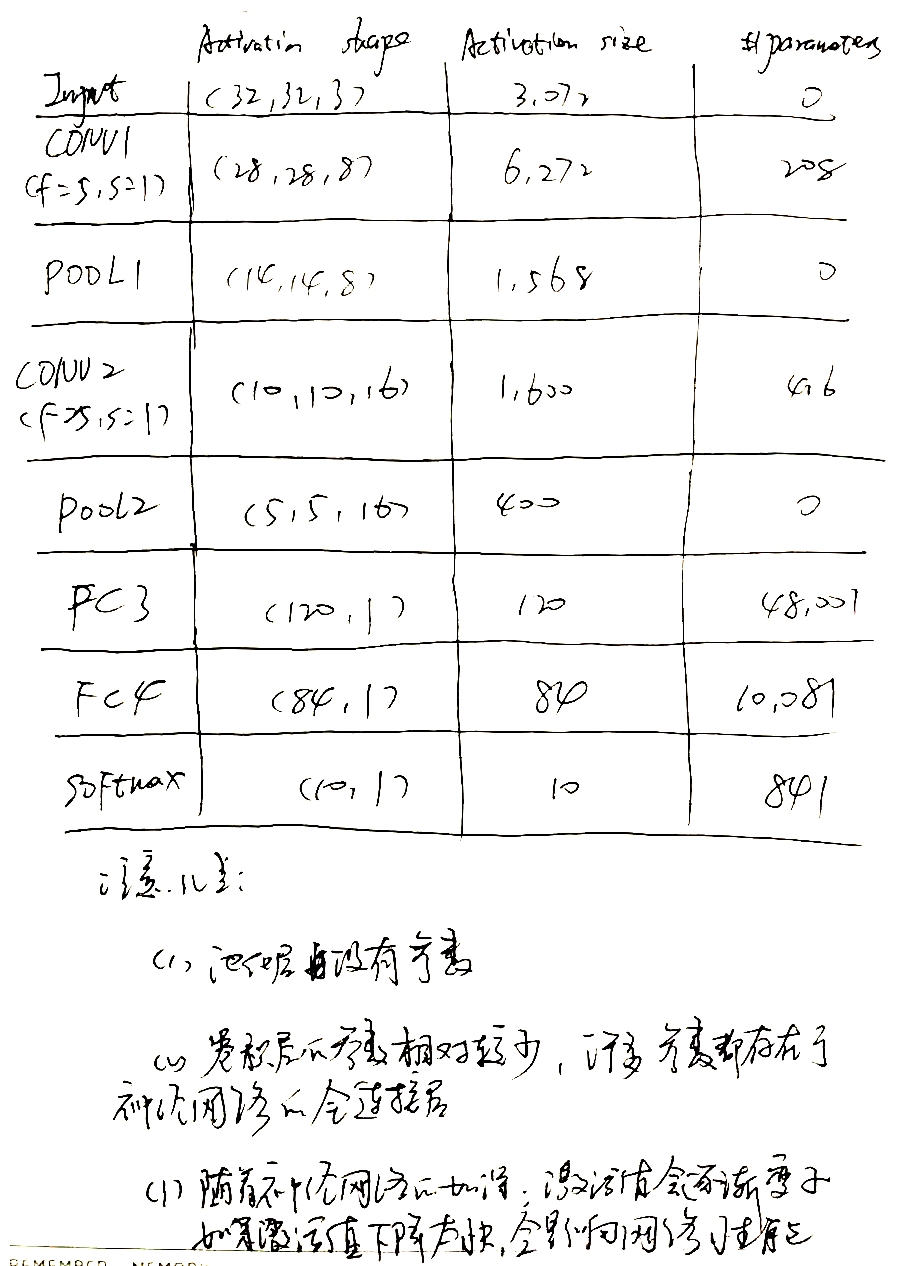 Activation shape Activation size # parameters
Input (32,32,3) 3,072 0
CONV1
(f=5,s=1) (28,28,8) 6,272 208
POOL1 (14,14,8) 1,568 0
CONV2
(f=5,s=1) (10,10,16) 1,600 416
POOL2 (5,5,16) 400 0
FC3 (120,1) 120 48,001
FC4 (84,1) 84 10,081
Softmax (10,1) 10 841
注意几点:
(1) 池化层 没有参数
(2) 卷积层的参数相对较少,许多参数都存在于
神经网络的全连接层
(3) 随着神经网络的加深,激活值会逐渐变小
如果激活值下降太快,会影响网络性能
REMEMBER